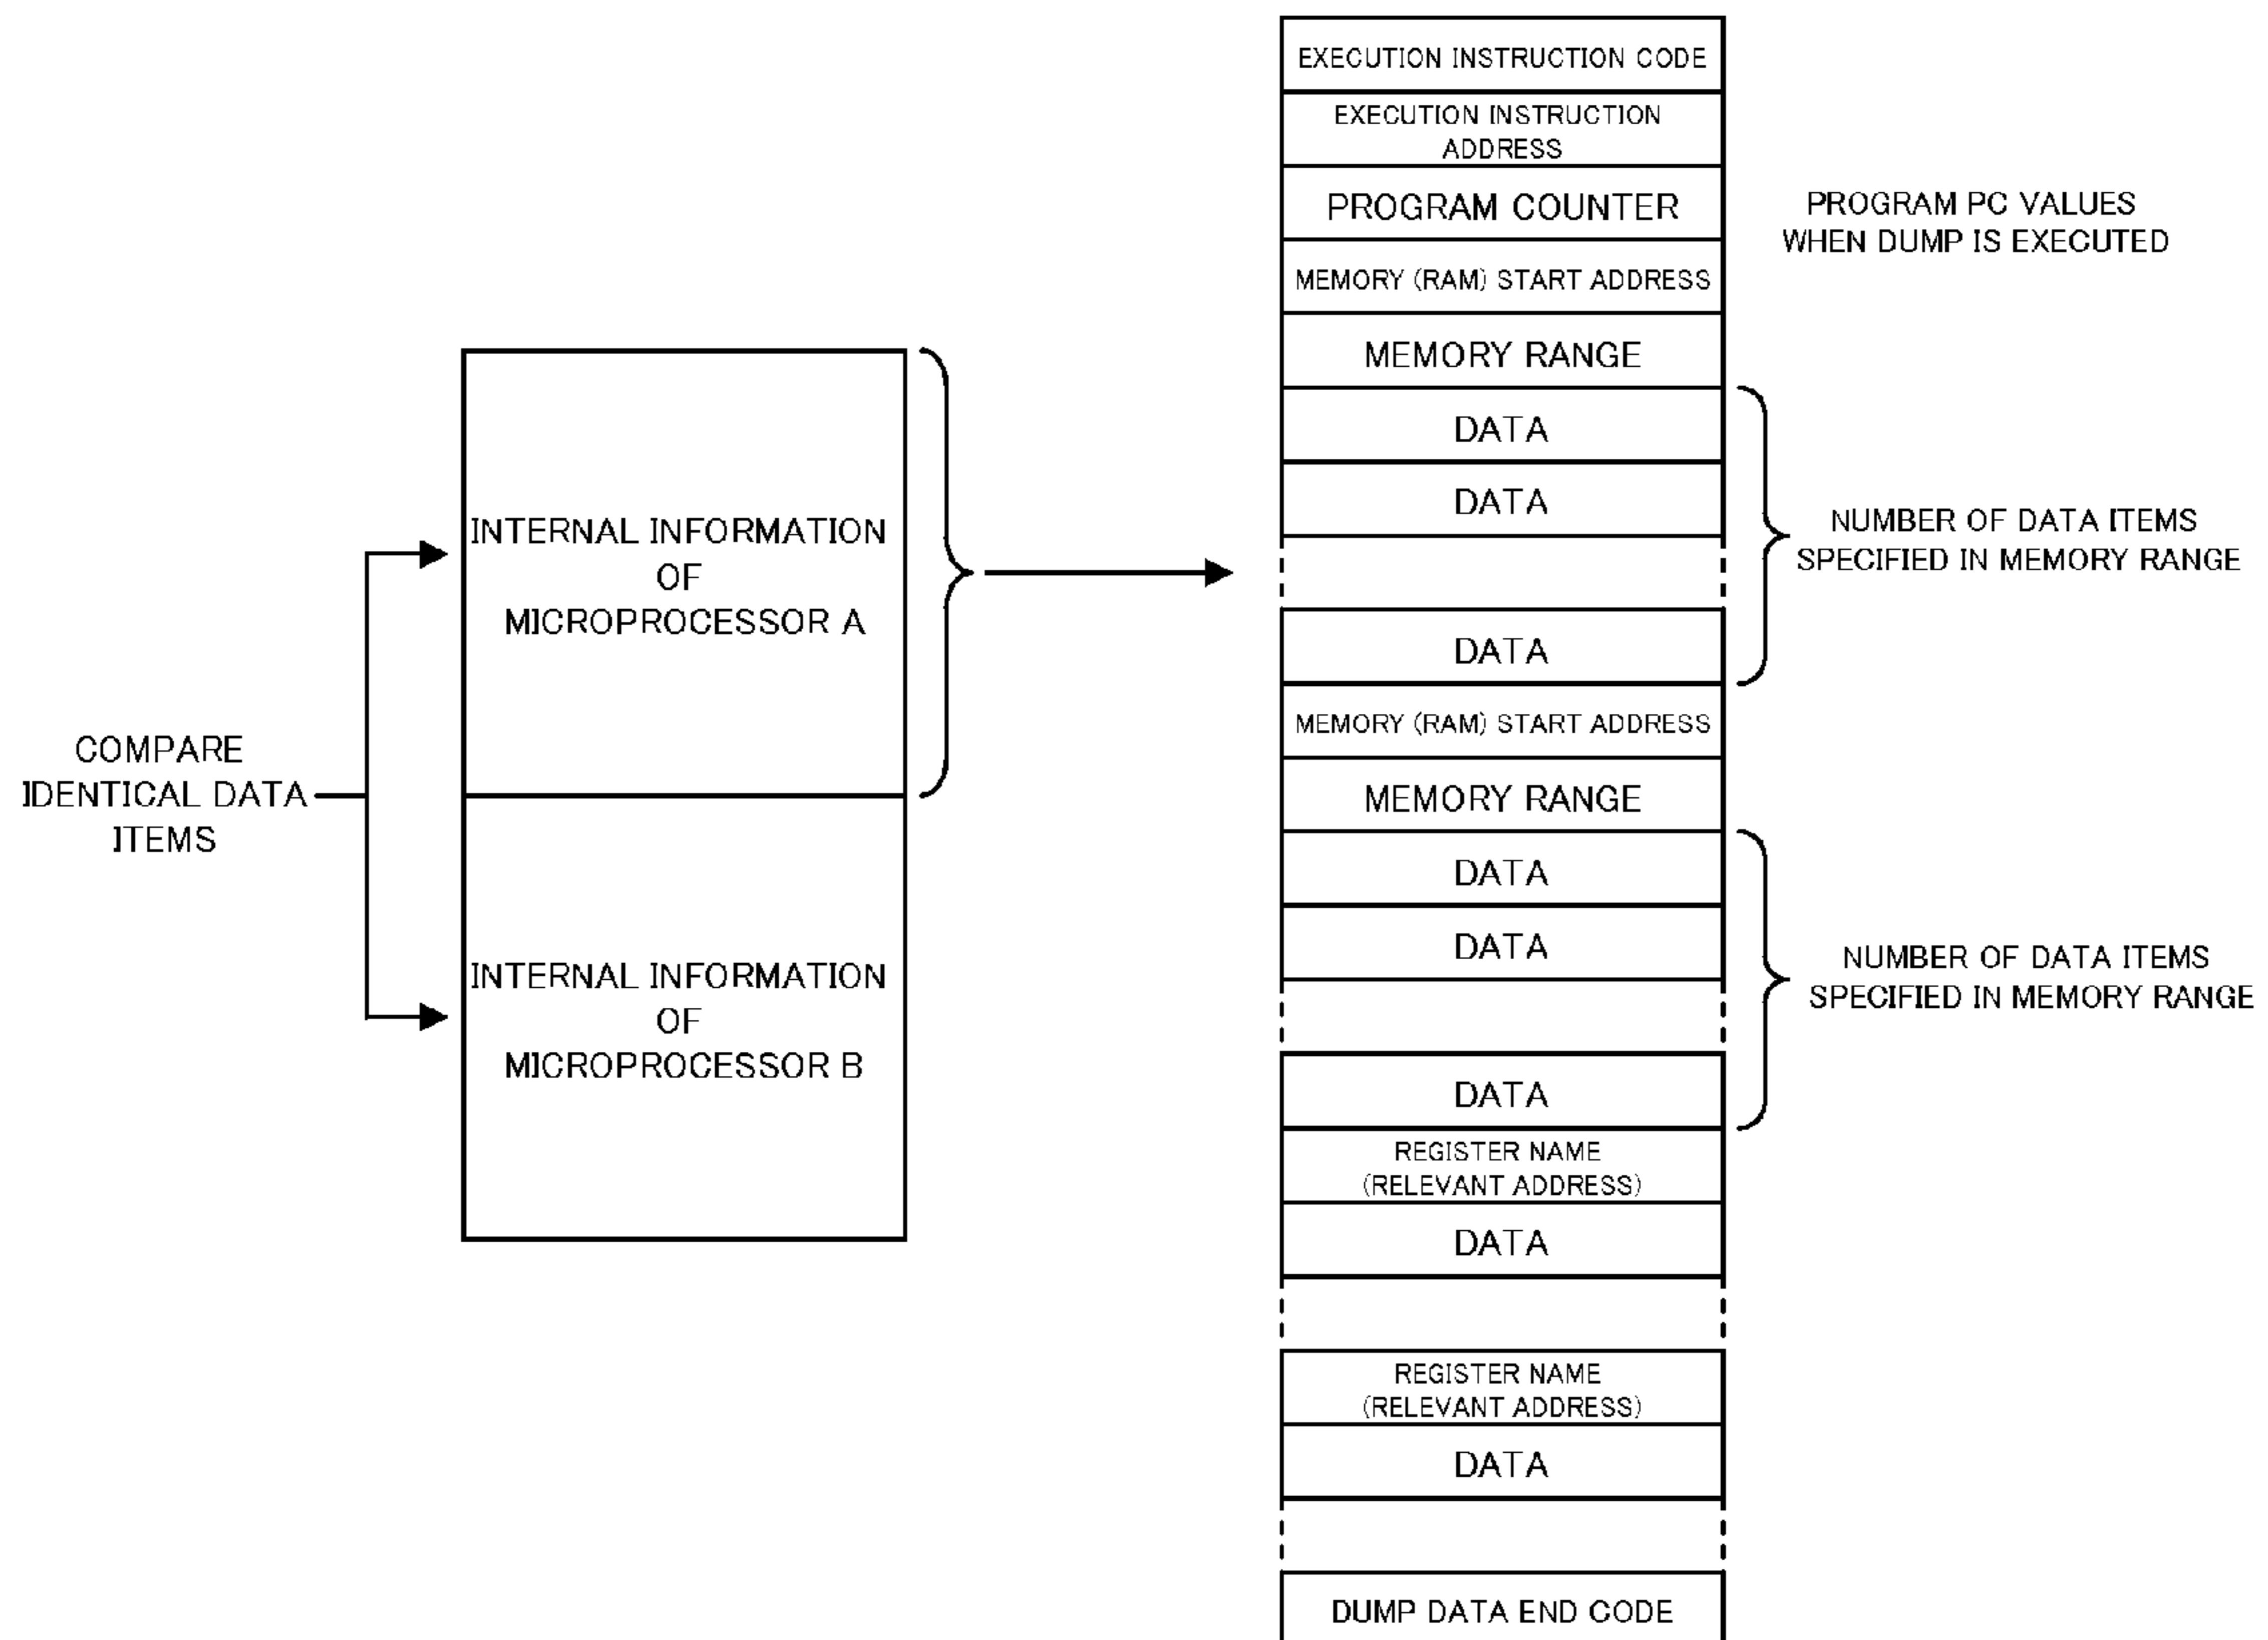 COMPARE
IDENTICAL DATA
ITEMS
INTERNAL INFORMATION
OF
MICROPROCESSOR A
INTERNAL INFORMATION
OF
MICROPROCESSOR B
EXECUTION INSTRUCTION CODE
EXECUTION INSTRUCTION
ADDRESS
PROGRAM COUNTER
MEMORY (RAM) START ADDRESS
MEMORY RANGE
DATA
DATA
DATA
MEMORY (RAM) START ADDRESS
MEMORY RANGE
DATA
DATA
DATA
REGISTER NAME
(RELEVANT ADDRESS)
DATA
REGISTER NAME
(RELEVANT ADDRESS)
DATA
DUMP DATA END CODE
PROGRAM PC VALUES
WHEN DUMP IS EXECUTED
NUMBER OF DATA ITEMS
SPECIFIED IN MEMORY RANGE
NUMBER OF DATA ITEMS
SPECIFIED IN MEMORY RANGE